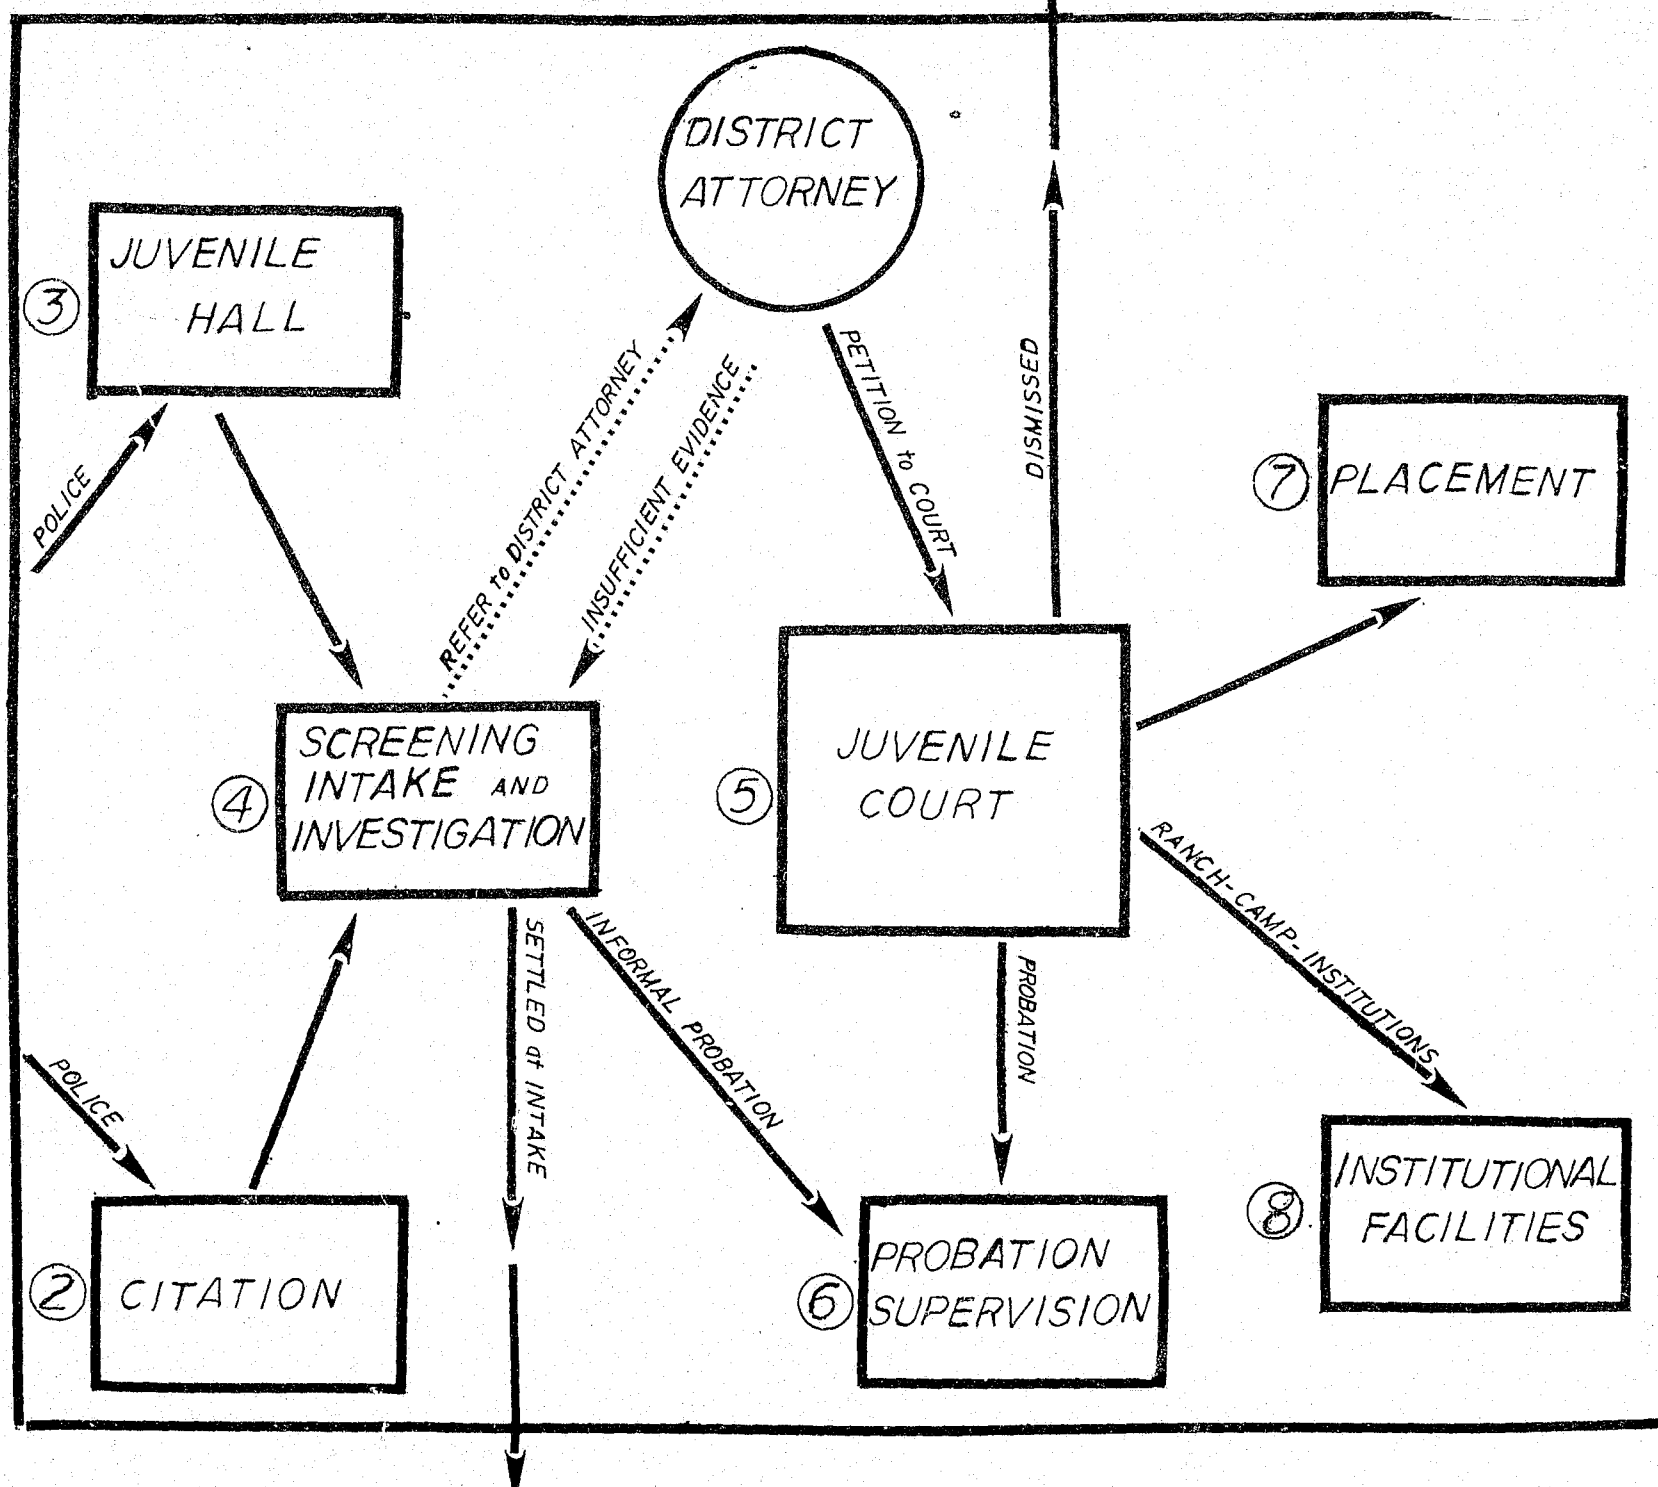 DISTRICT
ATTORNEY
JUVENILE
HALL
3
POLICE
REFER to DISTRICT ATTORNEY
INSUFFICIENT EVIDENCE
PETITION to COURT
DISMISSED
7
PLACEMENT
SCREENING
INTAKE AND
INVESTIGATION
4
JUVENILE
COURT
5
RANCH-CAMP-INSTITUTIONS
SETTLED at INTAKE
INFORMAL PROBATION
PROBATION
POLICE
2
CITATION
6
PROBATION
SUPERVISION
8
INSTITUTIONAL
FACILITIES